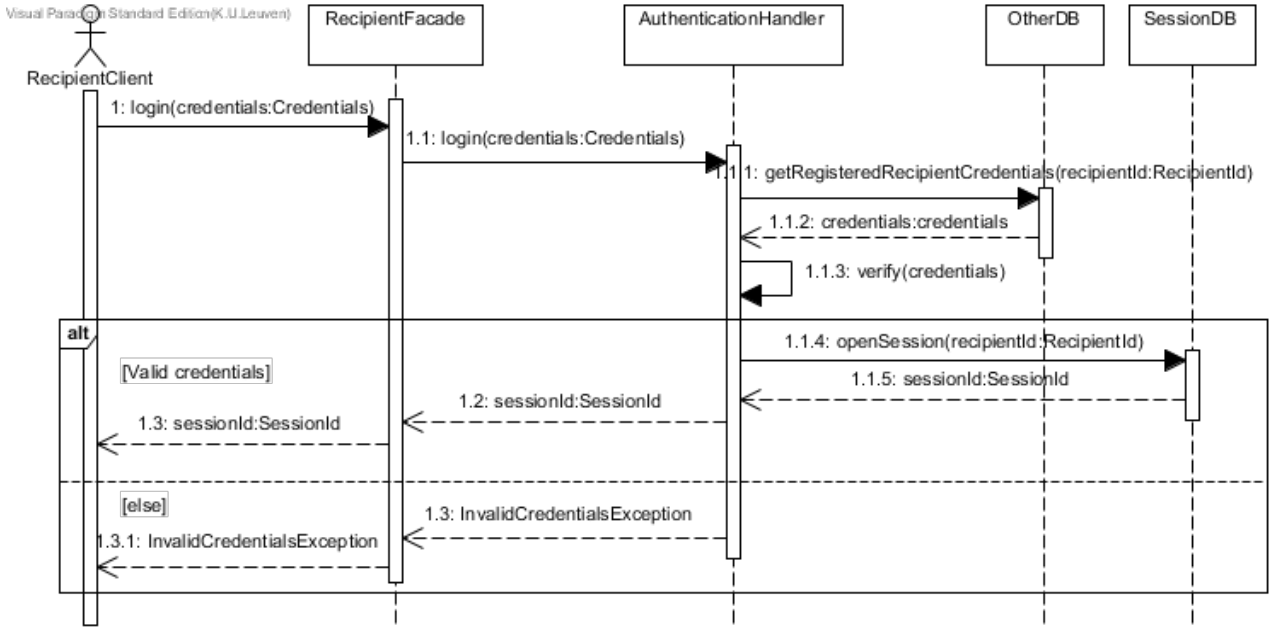 Visual Paradigm Standard Edition(K.U.Leuven)
RecipientFacade
AuthenticationHandler
OtherDB
SessionDB
RecipientClient
1: login(credentials:Credentials)
1.1: login(credentials:Credentials)
1.1.1: getRegisteredRecipientCredentials(recipientId:RecipientId)
1.1.2: credentials:credentials
1.1.3: verify(credentials)
alt
1.1.4: openSession(recipientId:RecipientId)
[Valid credentials]
1.1.5: sessionId:SessionId
1.2: sessionId:SessionId
1.3: sessionId:SessionId
[else]
1.3: InvalidCredentialsException
1.3.1: InvalidCredentialsException